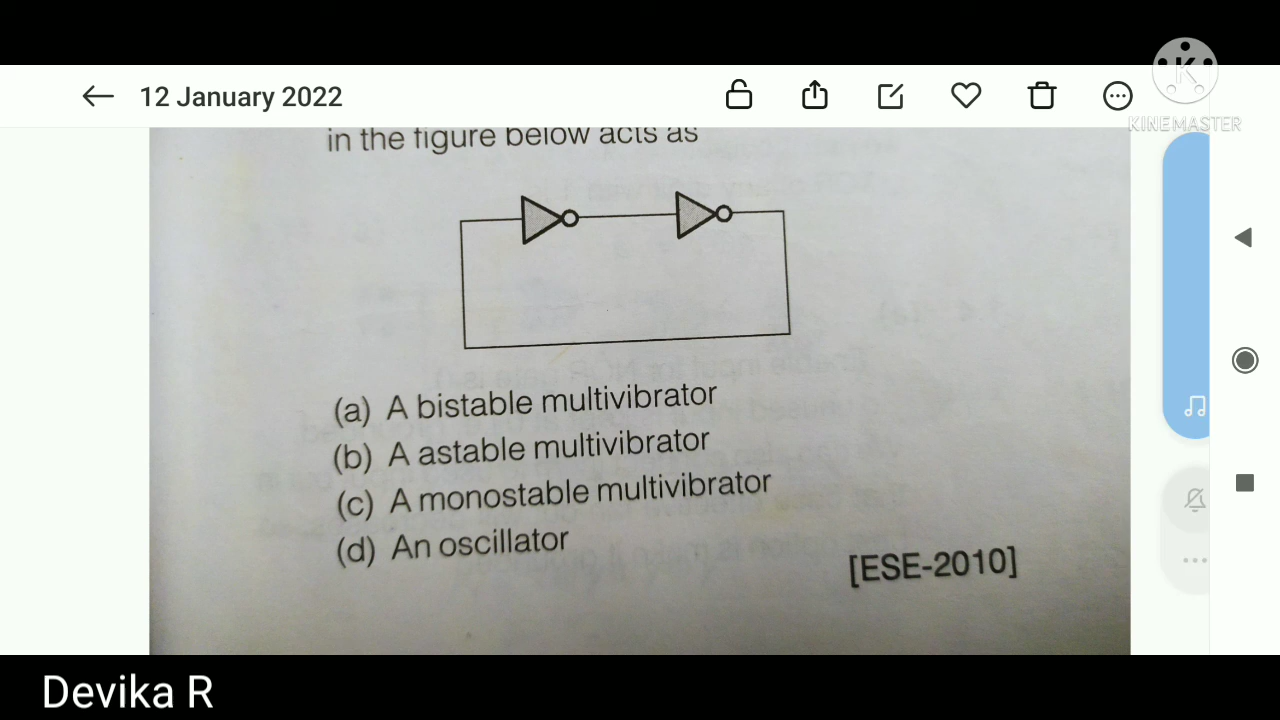 12 January 2022
KINEMASTER
in the figure below acts as
(a) A bistable multivibrator
(b) A astable multivibrator
(c) A monostable multivibrator
(d) An oscillator
[ESE-2010]
Devika R